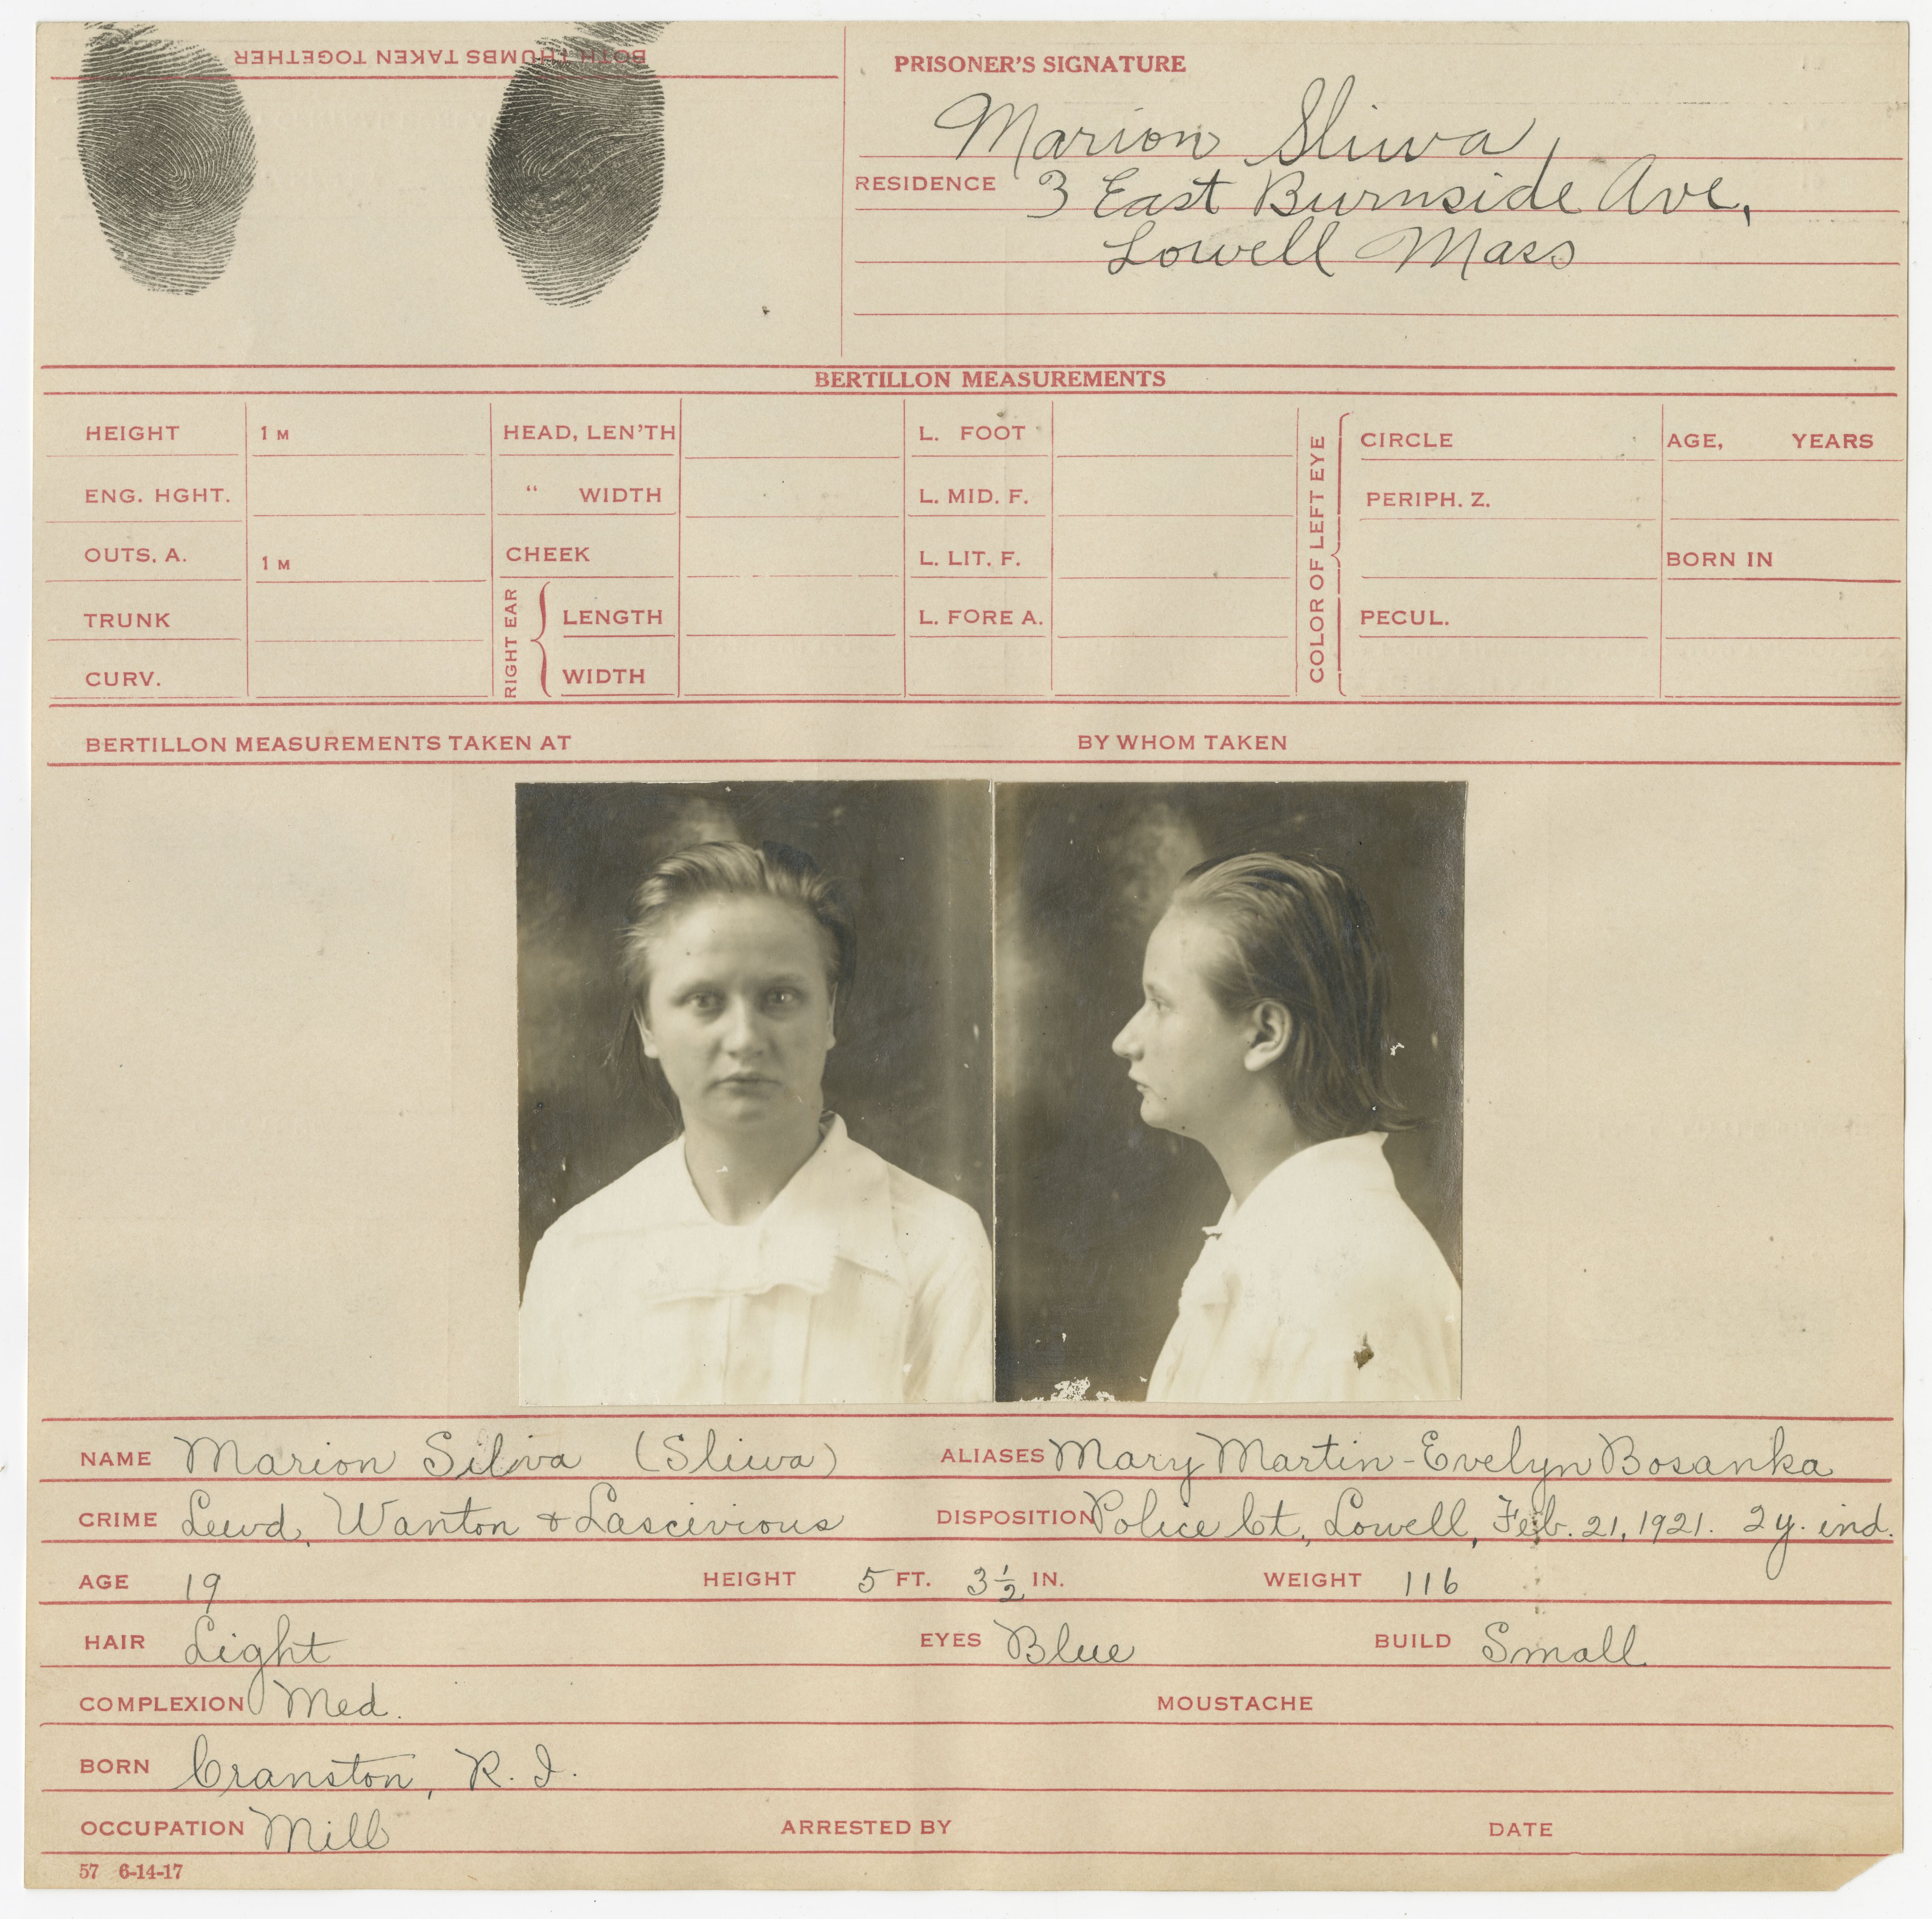 BOTH THUMBS TAKEN TOGETHER
PRISONER'S SIGNATURE
Marion Sliwa
RESIDENCE 3 East Burnside Ave,
Lowell Mass
BERTILLON MEASUREMENTS
HEIGHT 1 M HEAD, LEN'TH L. FOOT CIRCLE AGE, YEARS
ENG. HGHT. " WIDTH L. MID. F. PERIPH. Z.
OUTS. A. 1 M CHEEK L. LIT. F. BORN IN
TRUNK LENGTH L. FORE A. PECUL.
CURV. WIDTH
RIGHT EAR
COLOR OF LEFT EYE
BERTILLON MEASUREMENTS TAKEN AT BY WHOM TAKEN
NAME Marion Silva (Sliwa) ALIASES Mary Martin-Evelyn Bosanka
CRIME Lewd, Wanton & Lascivious DISPOSITION Police Ct., Lowell, Feb. 21, 1921. 2 y. ind.
AGE 19 HEIGHT 5 FT. 3 1/2 IN. WEIGHT 116
HAIR Light EYES Blue BUILD Small
COMPLEXION Med. MOUSTACHE
BORN Cranston, R. I.
OCCUPATION Mill ARRESTED BY DATE
57 6-14-17